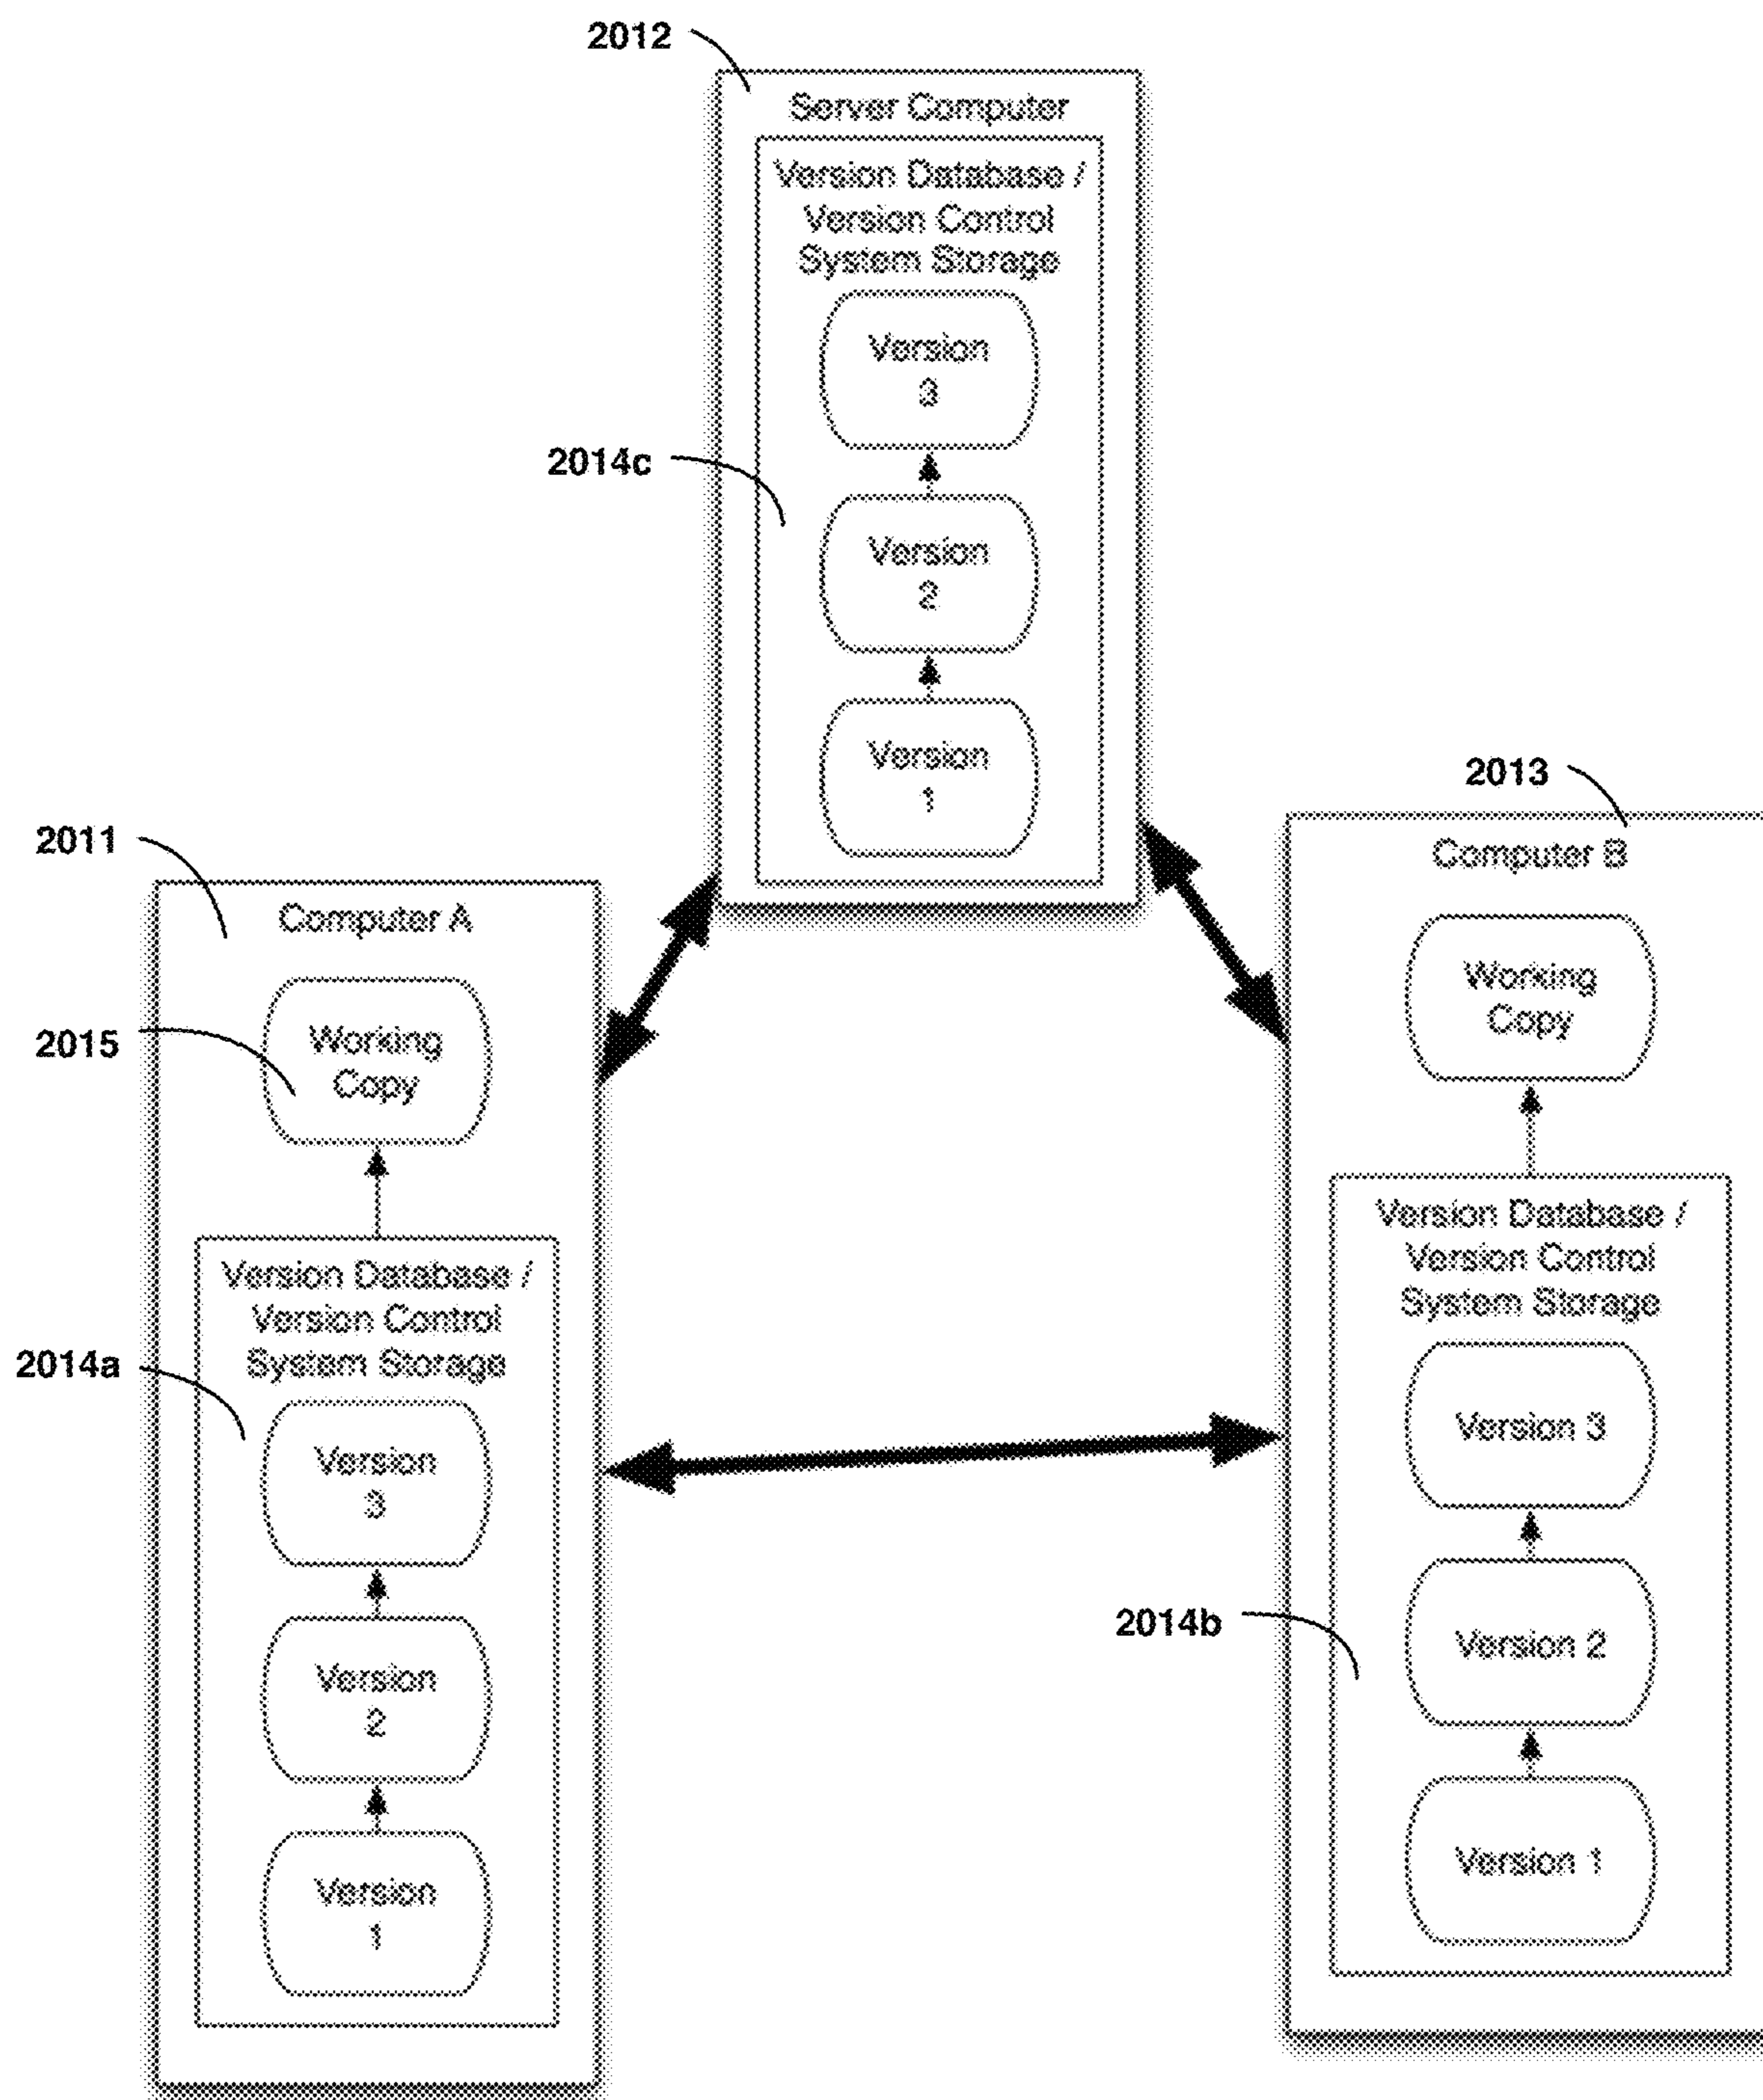 2012
Server Computer
Version Database /
Version Control
System Storage
Version
3
2014c
Version
2
Version
1
2013
Computer B
Working
Copy
Version Database /
Version Control
System Storage
Version 3
2014b
Version 2
Version 1
2011
Computer A
2015
Working
Copy
Version Database /
Version Control
System Storage
2014a
Version
3
Version
2
Version
1